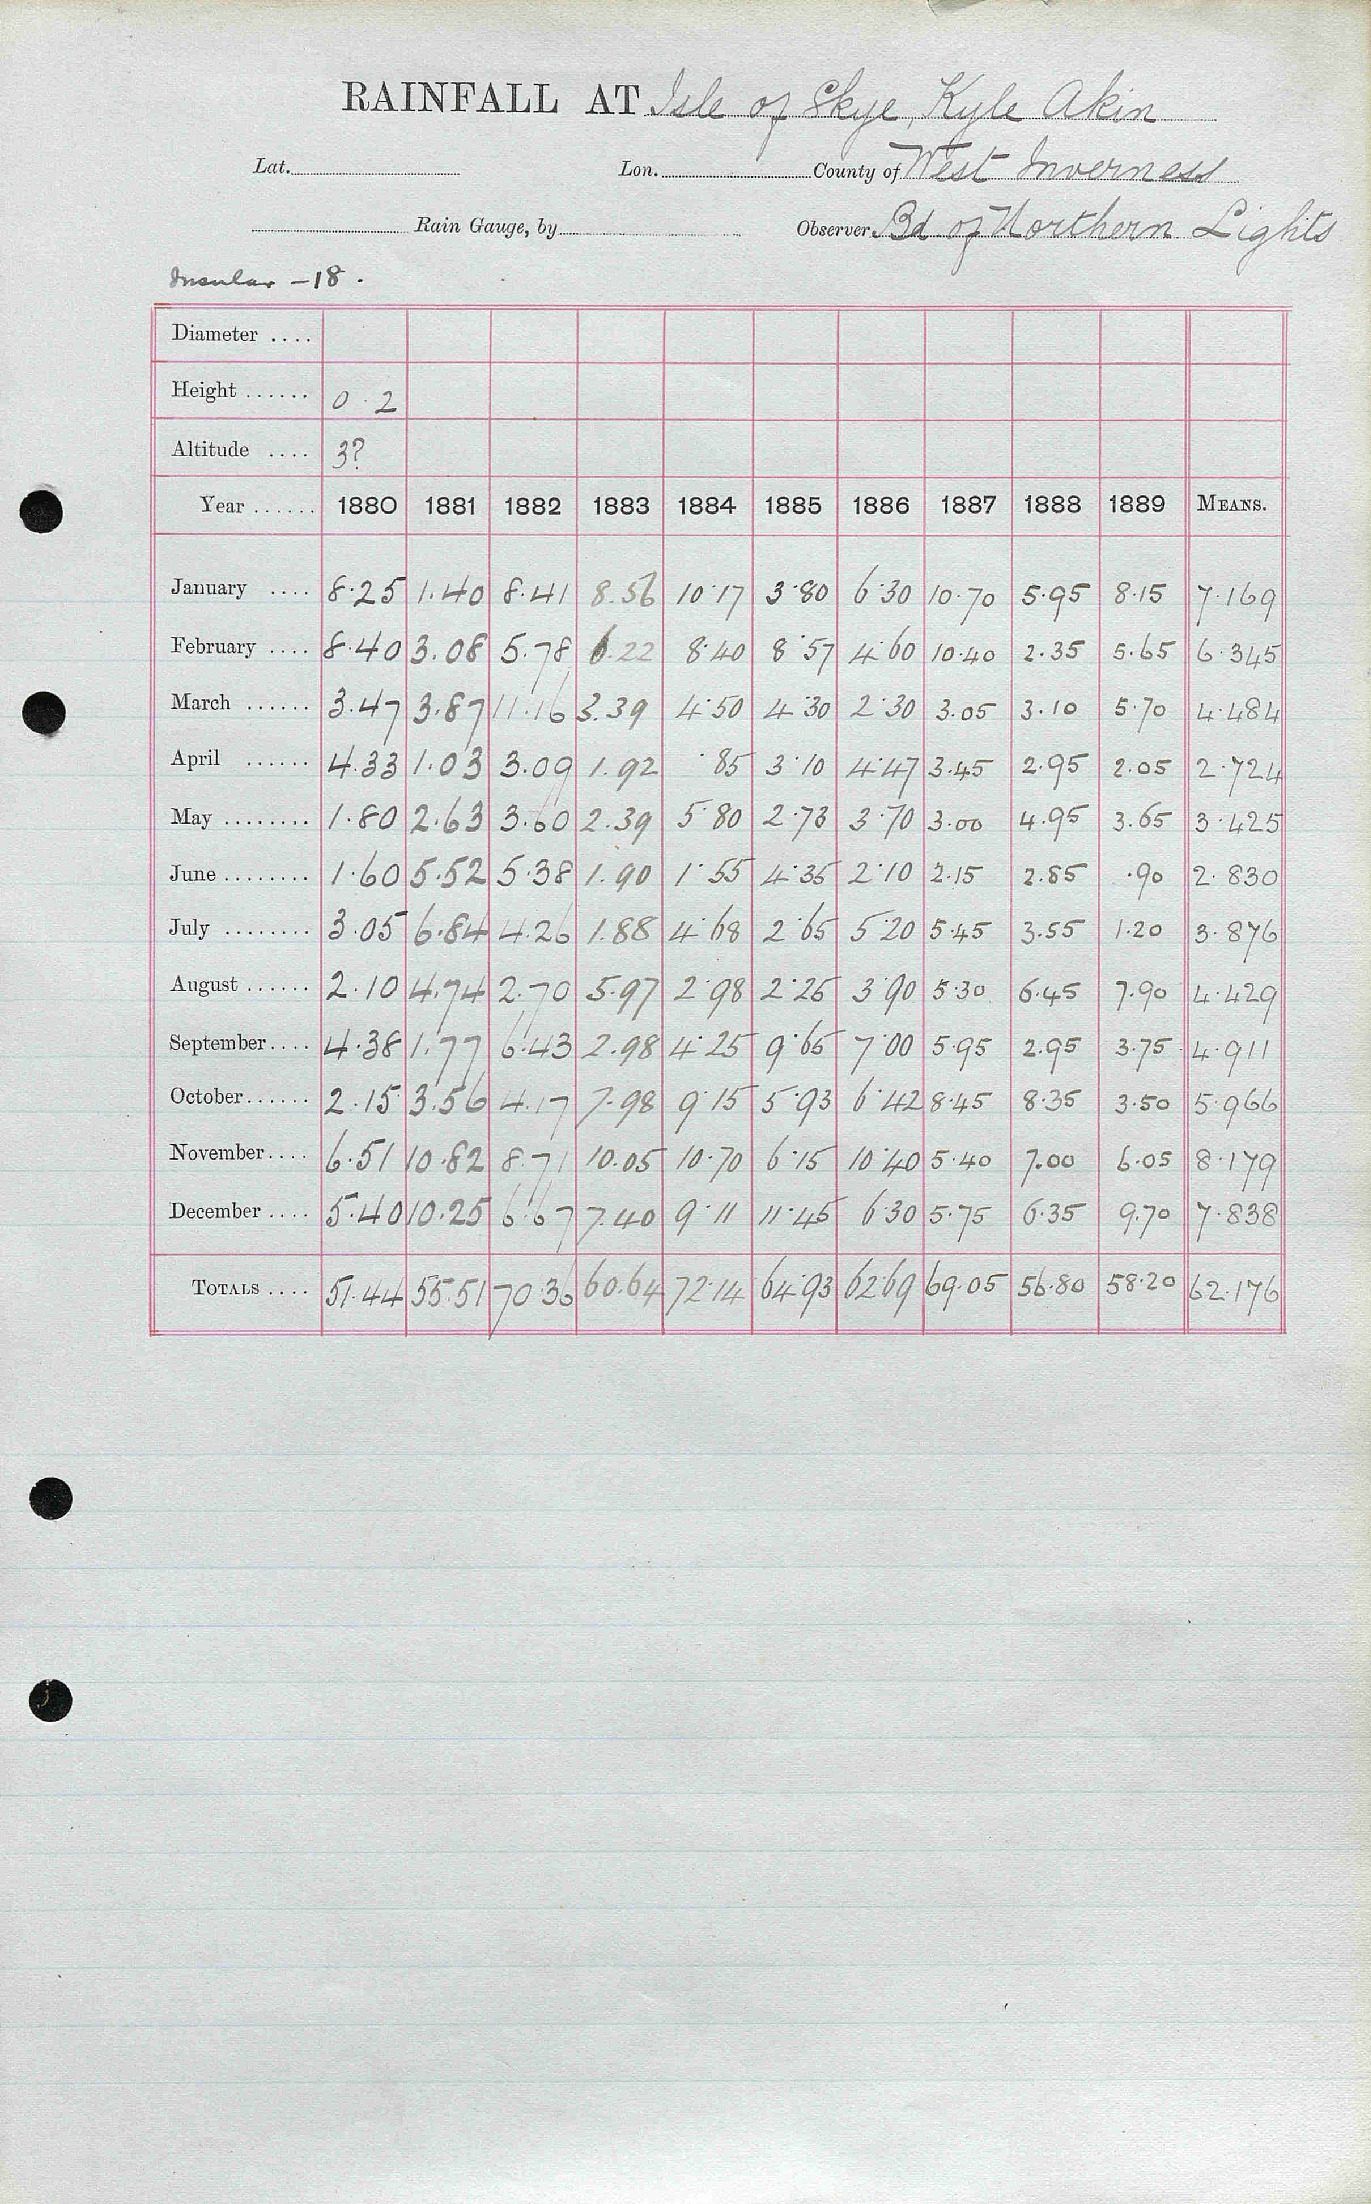 RAINFALL AT Isle of Skye, Kyle Akin
Lat. Lon. County of West Inverness
Rain Gauge, by Observer Bd of Northern Lights
Insular – 18 .
Diameter ....
Height ...... 0 . 2
Altitude .... 3?
Year ...... 1880 1881 1882 1883 1884 1885 1886 1887 1888 1889 MEANS.
January .... 8.25 1.40 8.41 8.56 10.17 3.80 6.30 10.70 5.95 8.15 7.169
February .... 8.40 3.08 5.78 6.22 8.40 8.57 4.60 10.40 2.35 5.65 6.345
March ...... 3.47 3.87 11.16 3.39 4.50 4.30 2.30 3.05 3.10 5.70 4.484
April ...... 4.33 1.03 3.09 1.92 .85 3.10 4.47 3.45 2.95 2.05 2.724
May ........ 1.80 2.63 3.60 2.39 5.80 2.73 3.70 3.00 4.95 3.65 3.425
June ........ 1.60 5.52 5.38 1.90 1.55 4.35 2.10 2.15 2.85 .90 2.830
July ........ 3.05 6.84 4.26 1.88 4.68 2.65 5.20 5.45 3.55 1.20 3.876
August ...... 2.10 4.74 2.70 5.97 2.98 2.25 3.90 5.30 6.45 7.90 4.429
September .... 4.38 1.77 6.43 2.98 4.25 9.65 7.00 5.95 2.95 3.75 4.911
October ...... 2.15 3.56 4.17 7.98 9.15 5.93 6.42 8.45 8.35 3.50 5.966
November .... 6.51 10.82 8.71 10.05 10.70 6.15 10.40 5.40 7.00 6.05 8.179
December .... 5.40 10.25 6.67 7.40 9.11 11.45 6.30 5.75 6.35 9.70 7.838
TOTALS .... 51.44 55.51 70.36 60.64 72.14 64.93 62.69 69.05 56.80 58.20 62.176